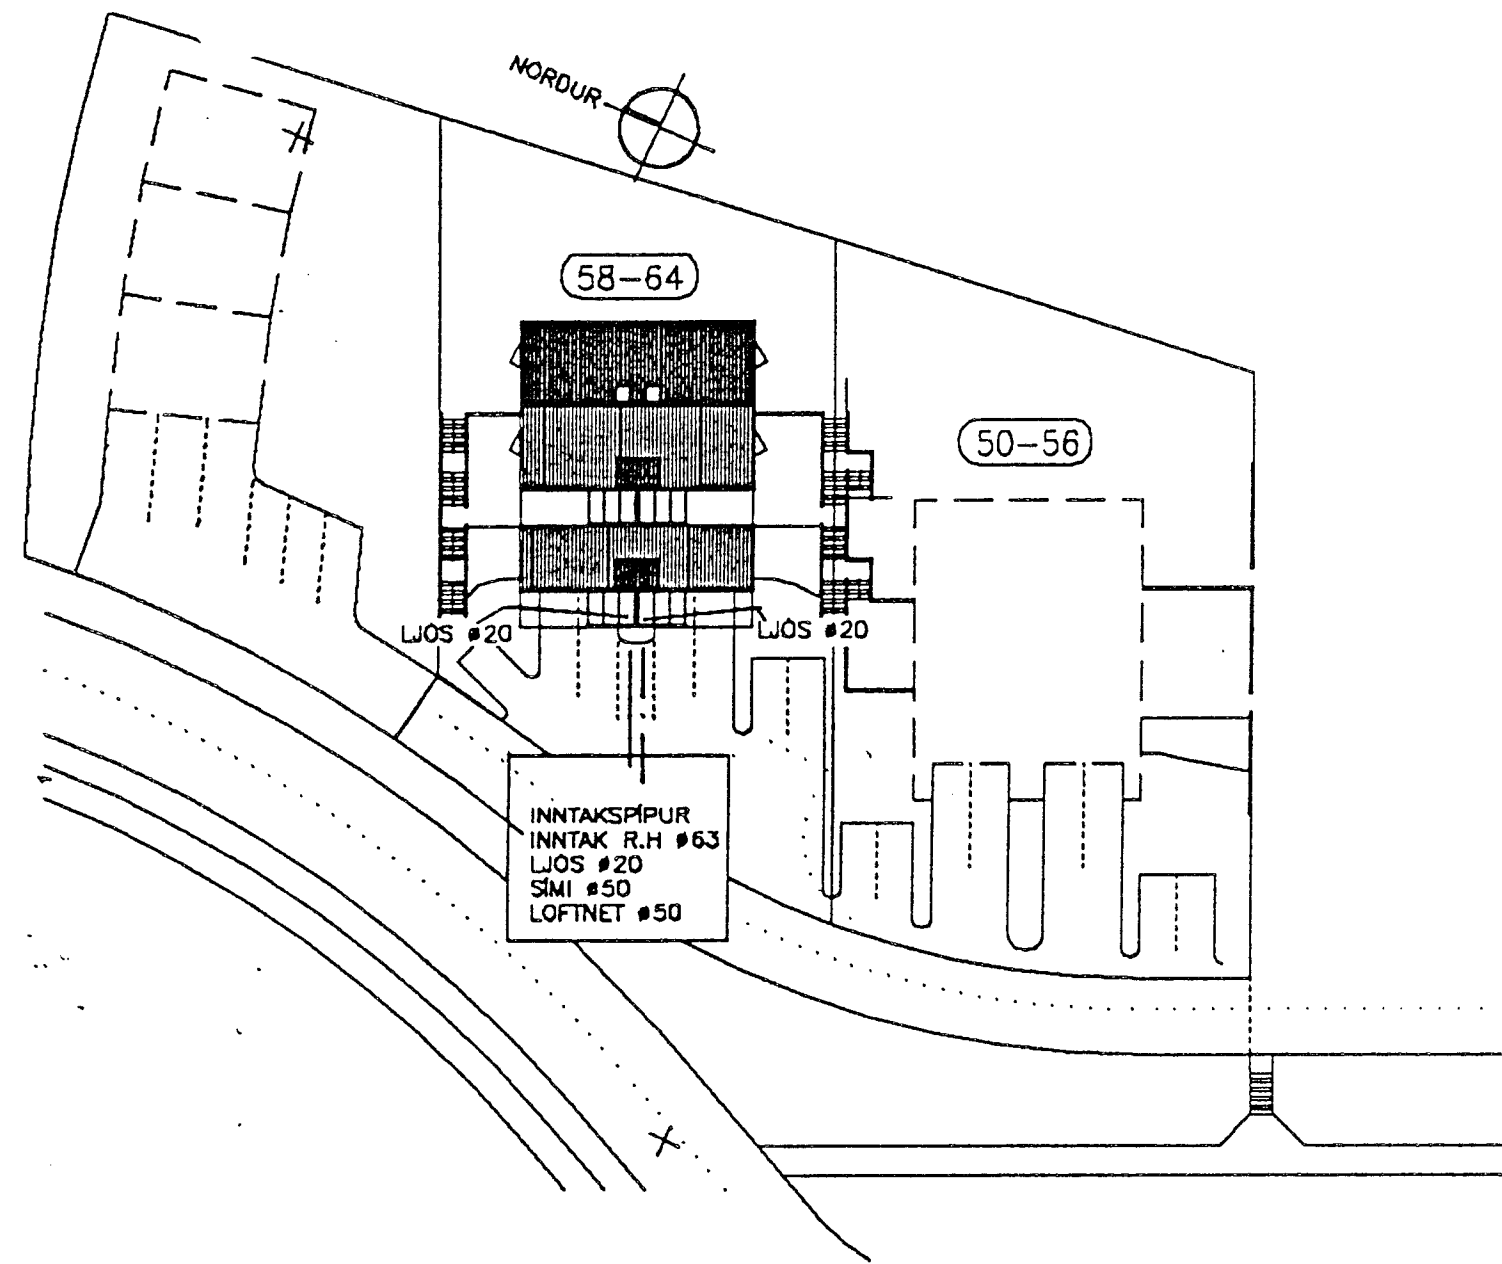 NORDUR
58-64
50-56
LJOS ø20
LJOS ø20
INNTAKSPÍPUR
INNTAK R.H ø63
LJOS ø20
SÍMI ø50
LOFTNET ø50